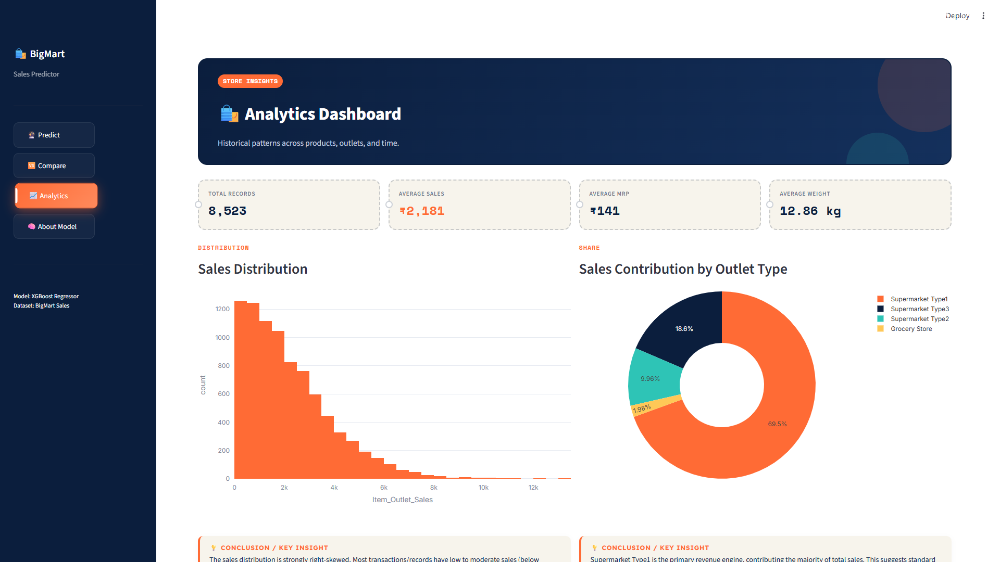 Deploy
BigMart
Sales Predictor
Predict
VS Compare
Analytics
About Model
Model: XGBoost Regressor
Dataset: BigMart Sales
STORE INSIGHTS
Analytics Dashboard
Historical patterns across products, outlets, and time.
TOTAL RECORDS
8,523
AVERAGE SALES
₹2,181
AVERAGE MRP
₹141
AVERAGE WEIGHT
12.86 kg
DISTRIBUTION
Sales Distribution
count
1200
1000
800
600
400
200
0
0 2k 4k 6k 8k 10k 12k
Item_Outlet_Sales
SHARE
Sales Contribution by Outlet Type
18.6%
9.96%
1.98%
69.5%
Supermarket Type1
Supermarket Type3
Supermarket Type2
Grocery Store
CONCLUSION / KEY INSIGHT
The sales distribution is strongly right-skewed. Most transactions/records have low to moderate sales (below
CONCLUSION / KEY INSIGHT
Supermarket Type1 is the primary revenue engine, contributing the majority of total sales. This suggests standard